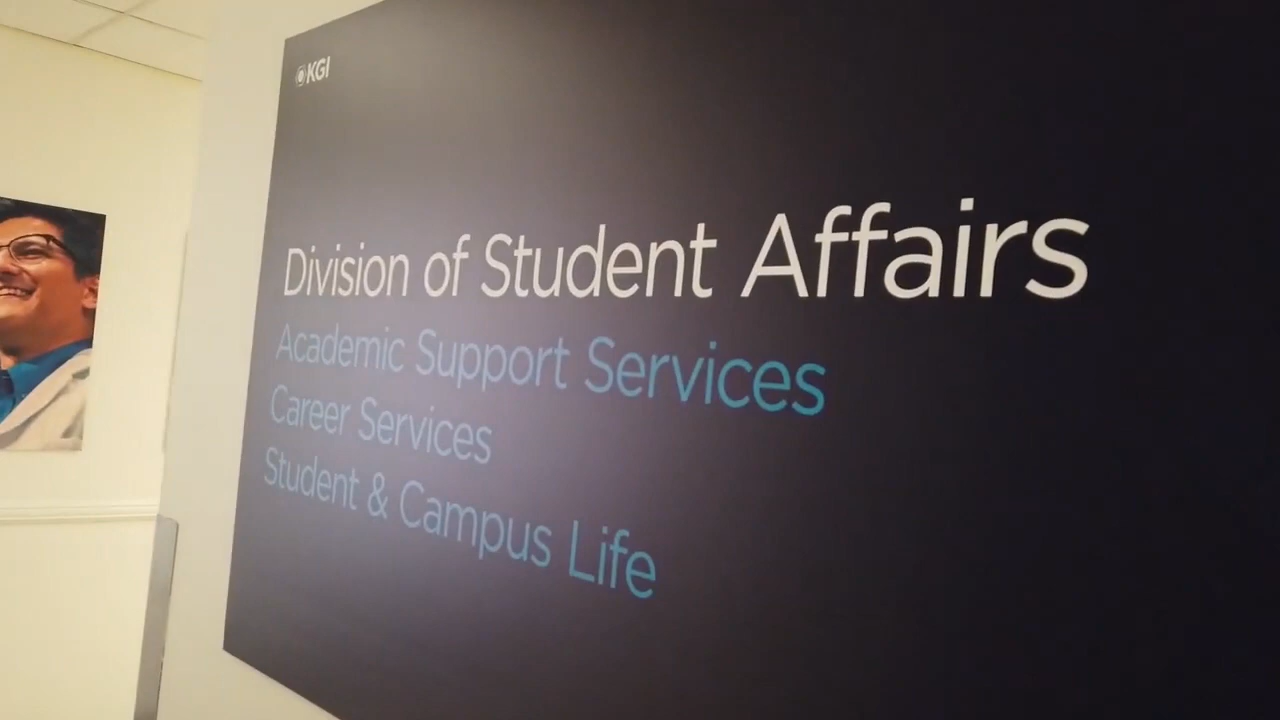 KGI
Division of Student Affairs
Academic Support Services
Career Services
Student & Campus Life